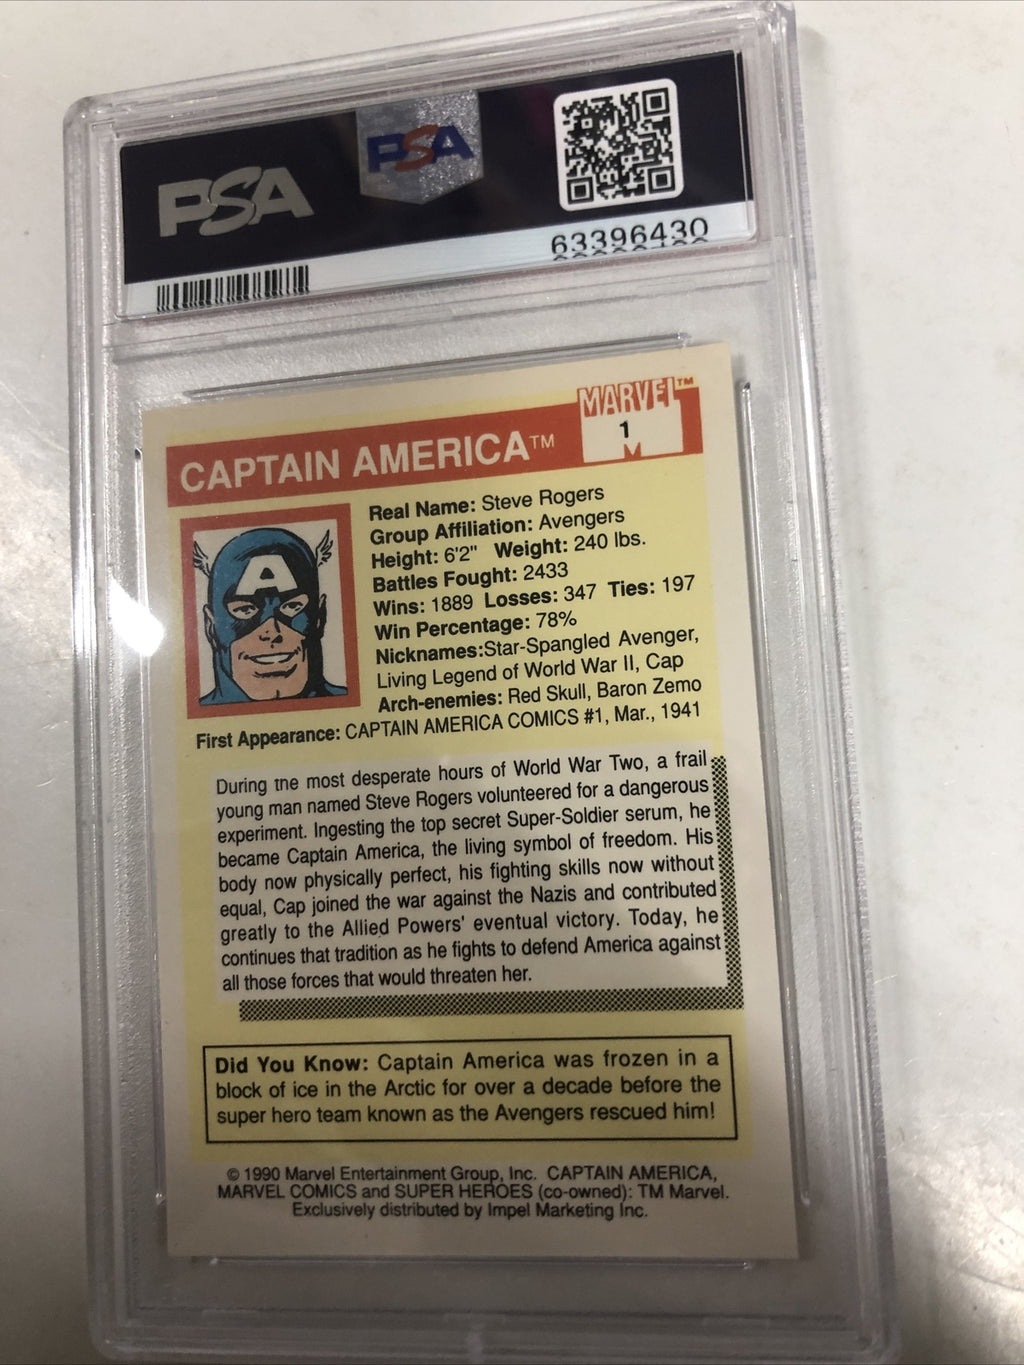 PSA
PSA
63396430
MARVEL™
1
M
CAPTAIN AMERICA™
A
Real Name: Steve Rogers
Group Affiliation: Avengers
Height: 6'2" Weight: 240 lbs.
Battles Fought: 2433
Wins: 1889 Losses: 347 Ties: 197
Win Percentage: 78%
Nicknames:Star-Spangled Avenger,
Living Legend of World War II, Cap
Arch-enemies: Red Skull, Baron Zemo
First Appearance: CAPTAIN AMERICA COMICS #1, Mar., 1941
During the most desperate hours of World War Two, a frail
young man named Steve Rogers volunteered for a dangerous
experiment. Ingesting the top secret Super-Soldier serum, he
became Captain America, the living symbol of freedom. His
body now physically perfect, his fighting skills now without
equal, Cap joined the war against the Nazis and contributed
greatly to the Allied Powers' eventual victory. Today, he
continues that tradition as he fights to defend America against
all those forces that would threaten her.
Did You Know: Captain America was frozen in a
block of ice in the Arctic for over a decade before the
super hero team known as the Avengers rescued him!
© 1990 Marvel Entertainment Group, Inc. CAPTAIN AMERICA,
MARVEL COMICS and SUPER HEROES (co-owned): TM Marvel.
Exclusively distributed by Impel Marketing Inc.